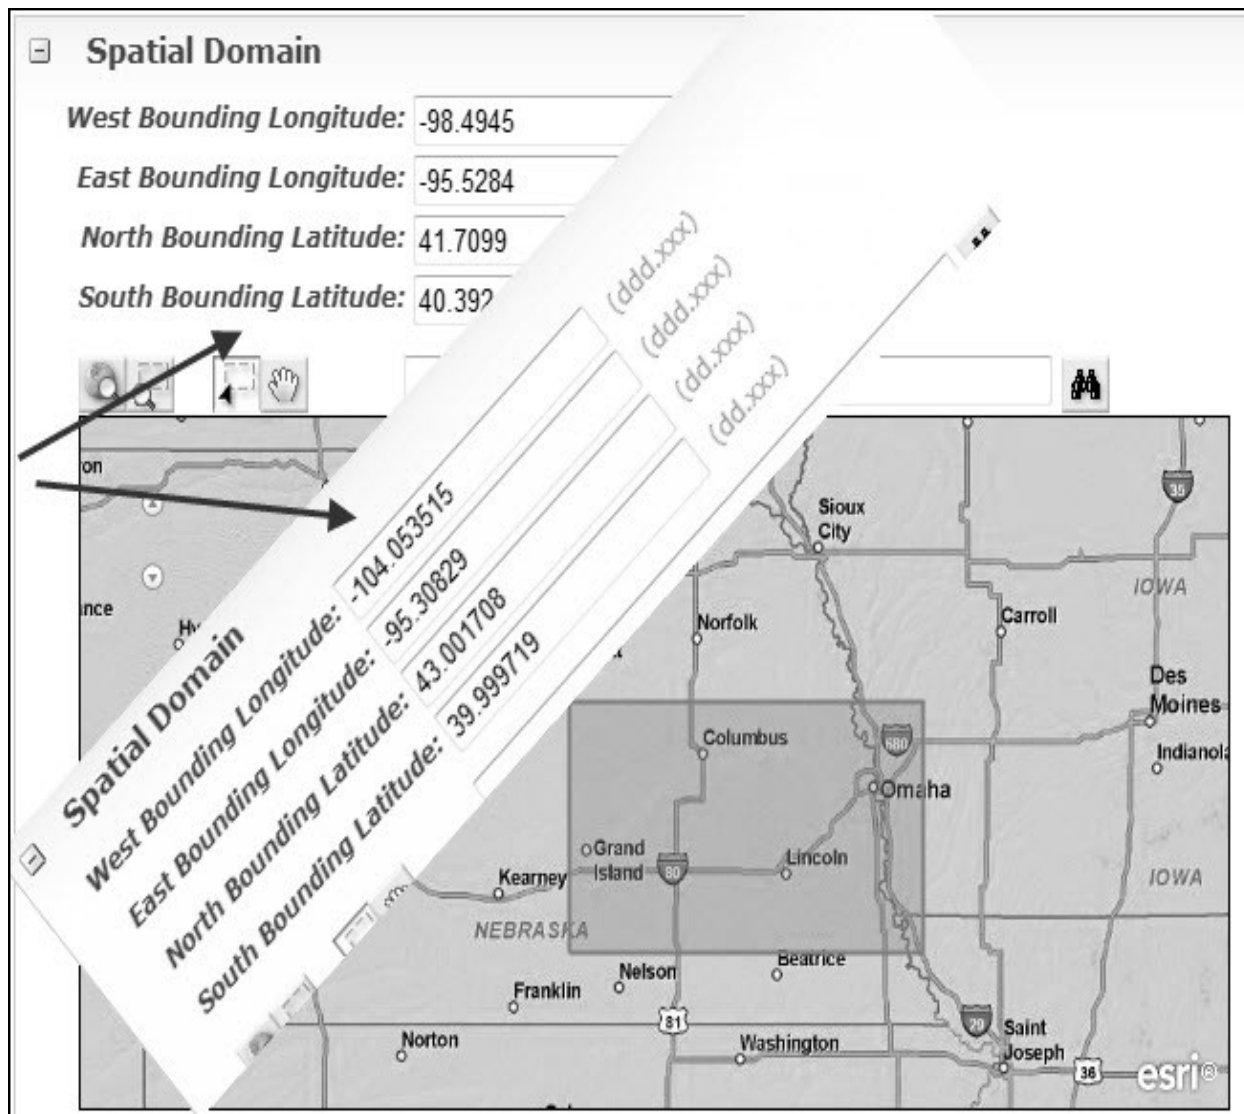 Spatial Domain
West Bounding Longitude: -98.4945
East Bounding Longitude: -95.5284
North Bounding Latitude: 41.7099
South Bounding Latitude: 40.392
Spatial Domain
West Bounding Longitude: -104.053515 (ddd.xxx)
East Bounding Longitude: -95.30829 (ddd.xxx)
North Bounding Latitude: 43.001708 (dd.xxx)
South Bounding Latitude: 39.999719 (dd.xxx)
Sioux
City
35
IOWA
Norfolk
Carroll
Des
Moines
Columbus
680
Indianola
Omaha
Grand
Island
80
Lincoln
Kearney
IOWA
NEBRASKA
Beatrice
Nelson
Franklin
81
Saint
Joseph
Norton
Washington
36
esri®